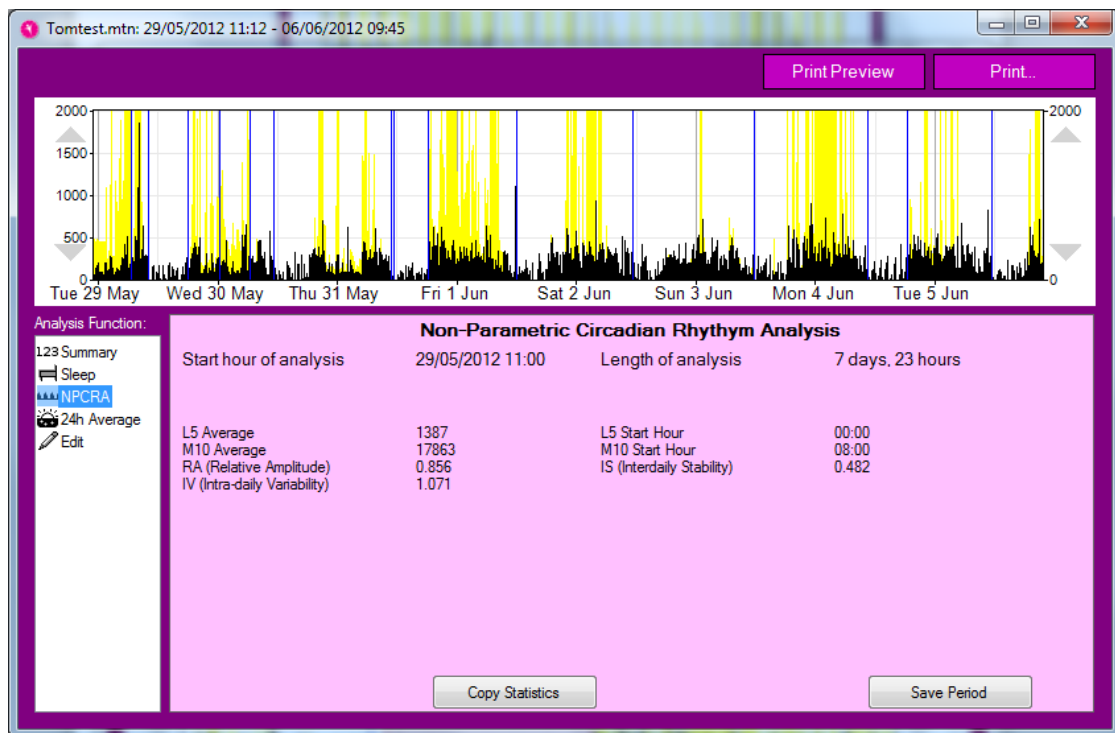 Tomtest.mtn: 29/05/2012 11:12 - 06/06/2012 09:45
Print Preview Print...
2000 2000
1500
1000
500
0 0
Tue 29 May Wed 30 May Thu 31 May Fri 1 Jun Sat 2 Jun Sun 3 Jun Mon 4 Jun Tue 5 Jun
Analysis Function:
123 Summary
Sleep
NPCRA
24h Average
Edit
Non-Parametric Circadian Rhythym Analysis
Start hour of analysis 29/05/2012 11:00 Length of analysis 7 days, 23 hours
L5 Average 1387 L5 Start Hour 00:00
M10 Average 17863 M10 Start Hour 08:00
RA (Relative Amplitude) 0.856 IS (Interdaily Stability) 0.482
IV (Intra-daily Variability) 1.071
Copy Statistics Save Period